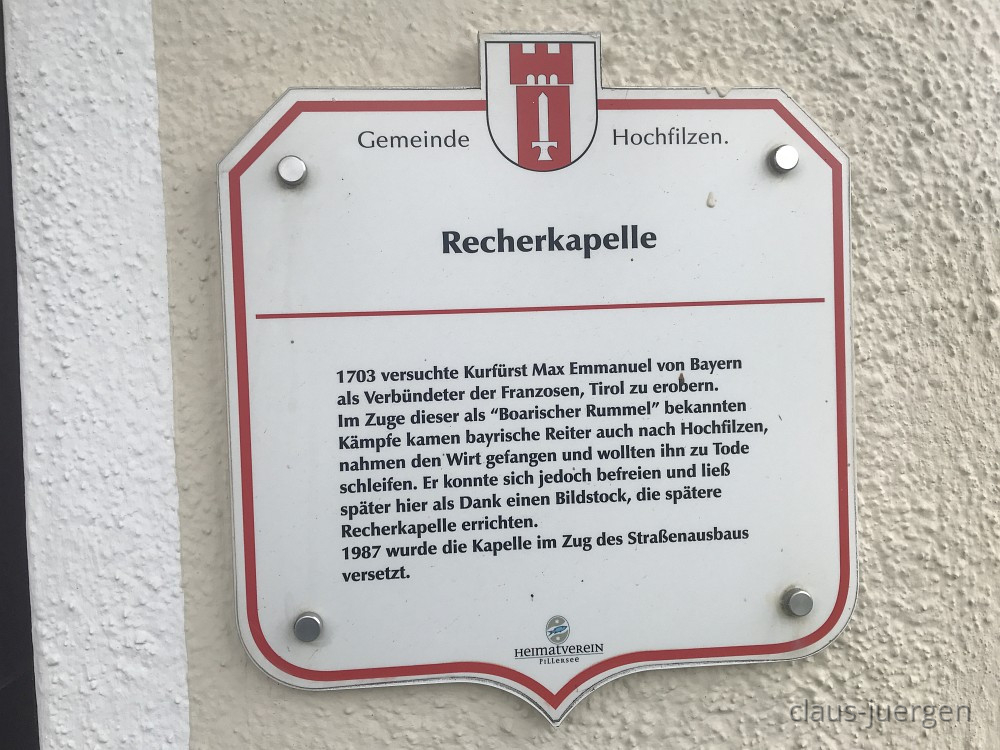 Gemeinde Hochfilzen.
Recherkapelle
1703 versuchte Kurfürst Max Emmanuel von Bayern
als Verbündeter der Franzosen, Tirol zu erobern.
Im Zuge dieser als “Boarischer Rummel” bekannten
Kämpfe kamen bayrische Reiter auch nach Hochfilzen,
nahmen den Wirt gefangen und wollten ihn zu Tode
schleifen. Er konnte sich jedoch befreien und ließ
später hier als Dank einen Bildstock, die spätere
Recherkapelle errichten.
1987 wurde die Kapelle im Zug des Straßenausbaus
versetzt.
HEIMATVEREIN
PILLERSEE
claus-juergen